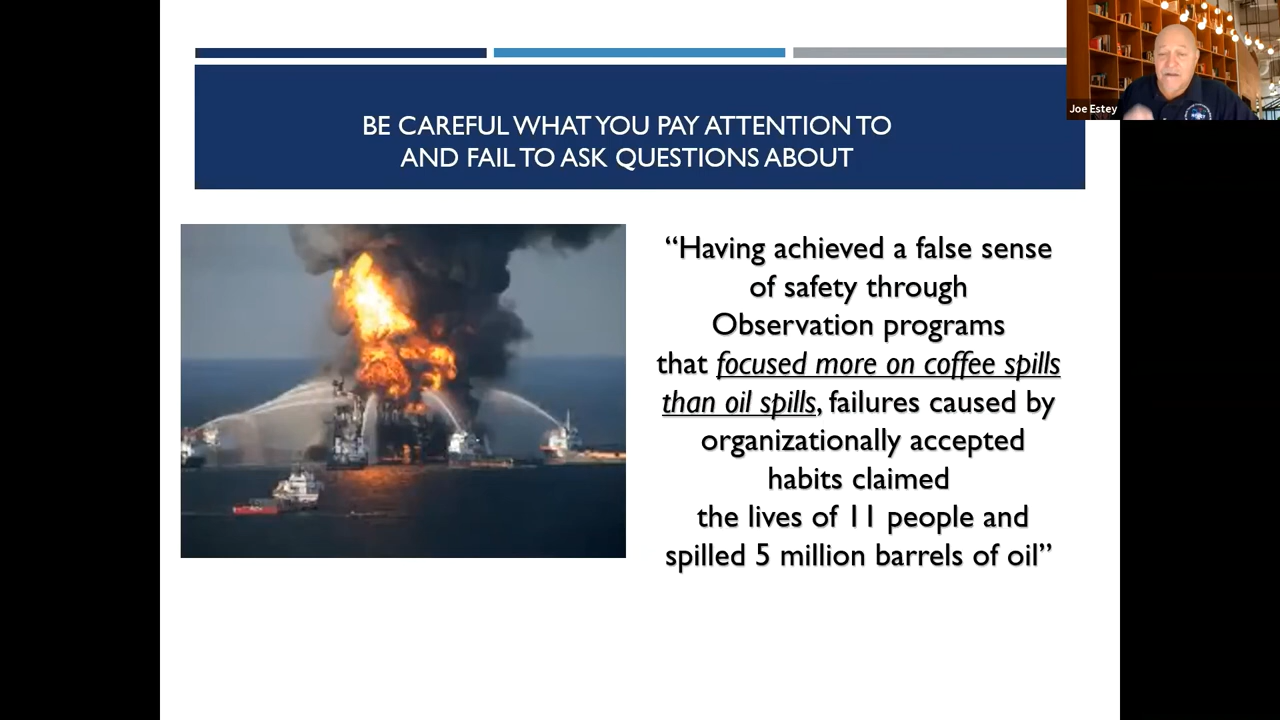 BE CAREFUL WHAT YOU PAY ATTENTION TO
AND FAIL TO ASK QUESTIONS ABOUT
Joe Estey
“Having achieved a false sense
of safety through
Observation programs
that focused more on coffee spills
than oil spills, failures caused by
organizationally accepted
habits claimed
the lives of 11 people and
spilled 5 million barrels of oil”